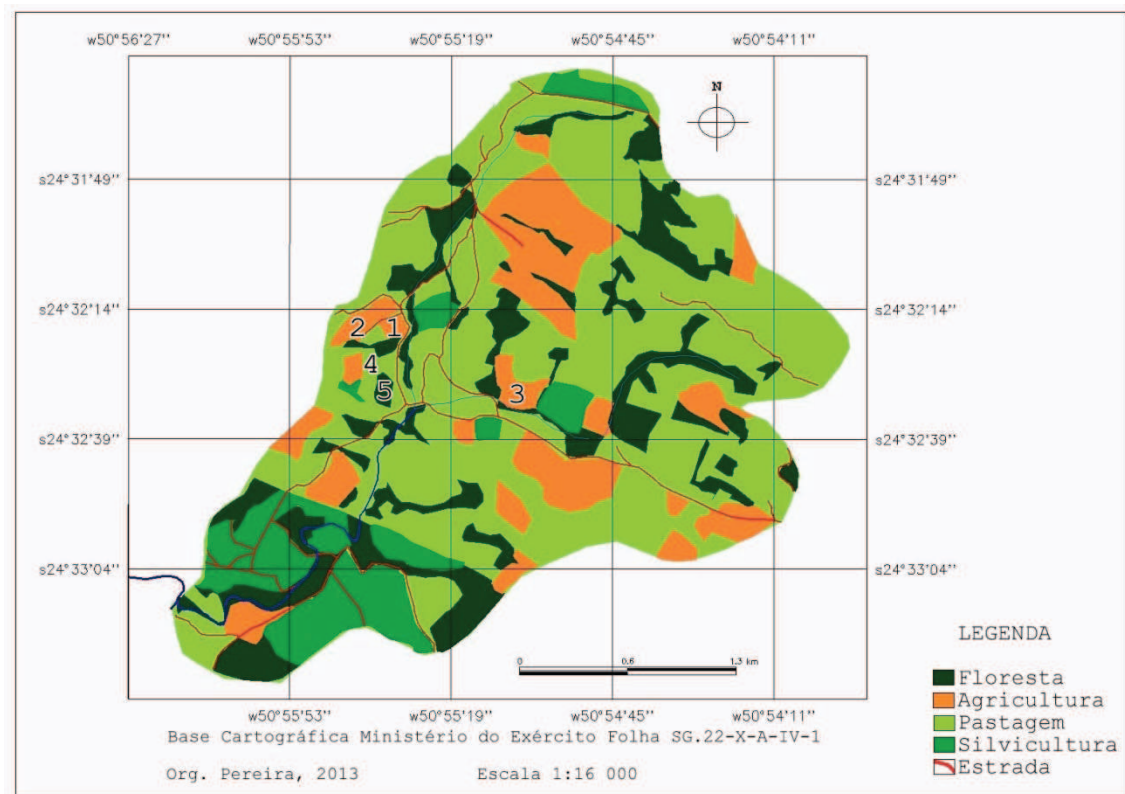 w50°56'27'' w50°55'53'' w50°55'19'' w50°54'45'' w50°54'11''
N
s24°31'49'' s24°31'49''
s24°32'14'' s24°32'14''
2 1
4
5 3
s24°32'39'' s24°32'39''
s24°33'04'' s24°33'04''
LEGENDA
0 0.6 1.3 km
Floresta
Agricultura
Pastagem
Silvicultura
Estrada
w50°55'53'' w50°55'19'' w50°54'45'' w50°54'11''
Base Cartográfica Ministério do Exército Folha SG.22-X-A-IV-1
Org. Pereira, 2013 Escala 1:16 000